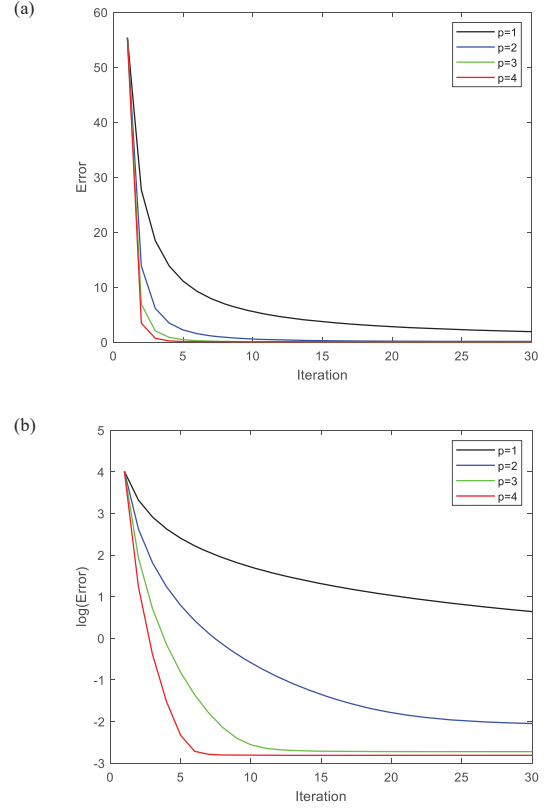 (a)
60
50
40
30
20
10
0
Error
0 5 10 15 20 25 30
Iteration
p=1
p=2
p=3
p=4
(b)
5
4
3
2
1
0
-1
-2
-3
log(Error)
0 5 10 15 20 25 30
Iteration
p=1
p=2
p=3
p=4